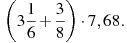 (3 1/6 + 3/8) · 7,68.